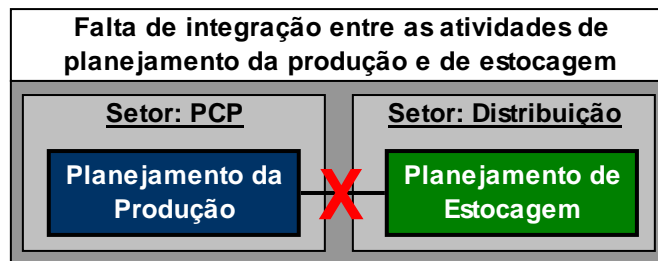 Falta de integração entre as atividades de
planejamento da produção e de estocagem
Setor: PCP
Setor: Distribuição
Planejamento da
Produção
X
Planejamento de
Estocagem